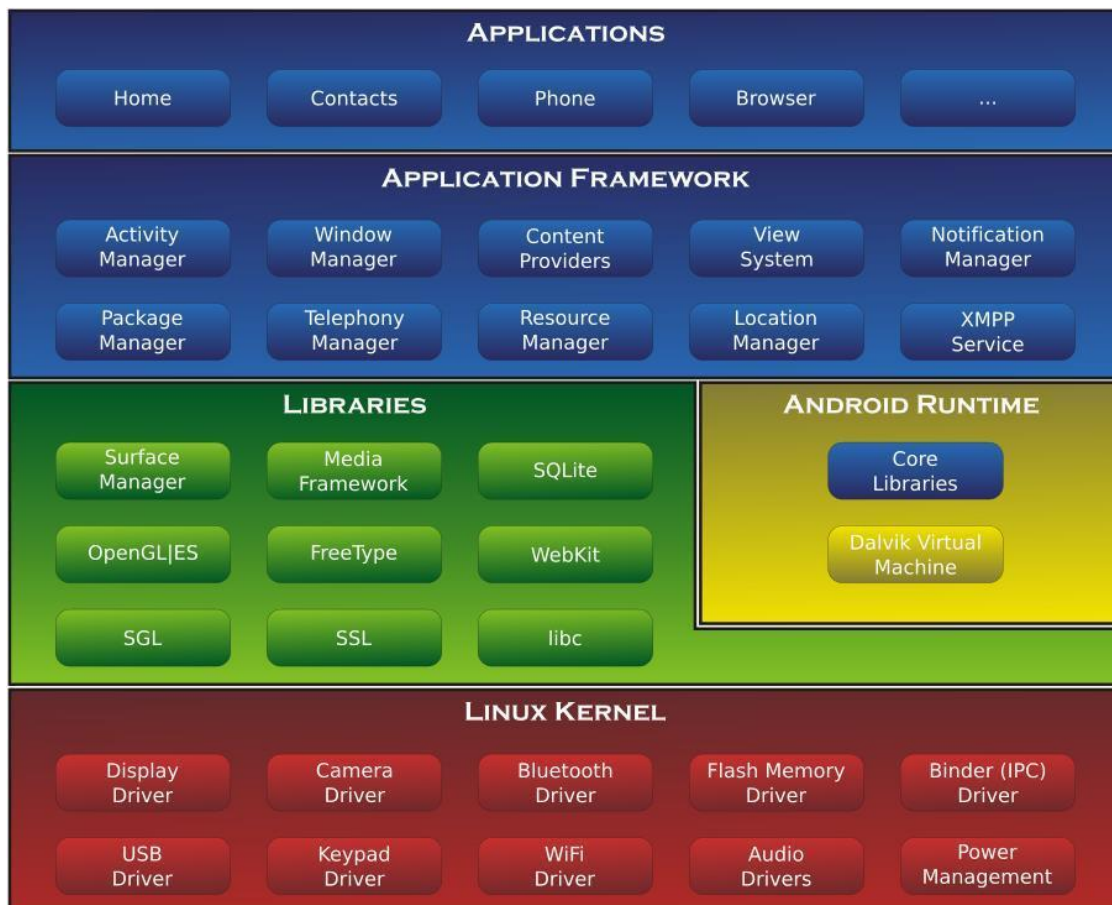 APPLICATIONS
Home
Contacts
Phone
Browser
...
APPLICATION FRAMEWORK
Activity
Manager
Window
Manager
Content
Providers
View
System
Notification
Manager
Package
Manager
Telephony
Manager
Resource
Manager
Location
Manager
XMPP
Service
LIBRARIES
Surface
Manager
Media
Framework
SQLite
OpenGL|ES
FreeType
WebKit
SGL
SSL
libc
ANDROID RUNTIME
Core
Libraries
Dalvik Virtual
Machine
LINUX KERNEL
Display
Driver
Camera
Driver
Bluetooth
Driver
Flash Memory
Driver
Binder (IPC)
Driver
USB
Driver
Keypad
Driver
WiFi
Driver
Audio
Drivers
Power
Management